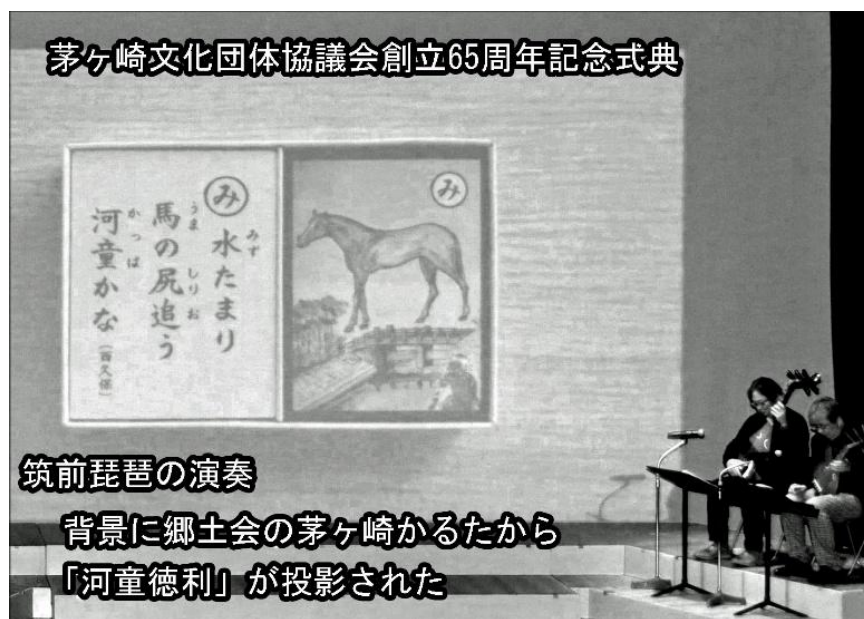 茅ヶ崎文化団体協議会創立65周年記念式典
み
水たまり
みず
馬の尻追う
うま しりお
河童かな
かっぱ
(西久保)
み
筑前琵琶の演奏
背景に郷土会の茅ヶ崎かるたから
「河童徳利」が投影された